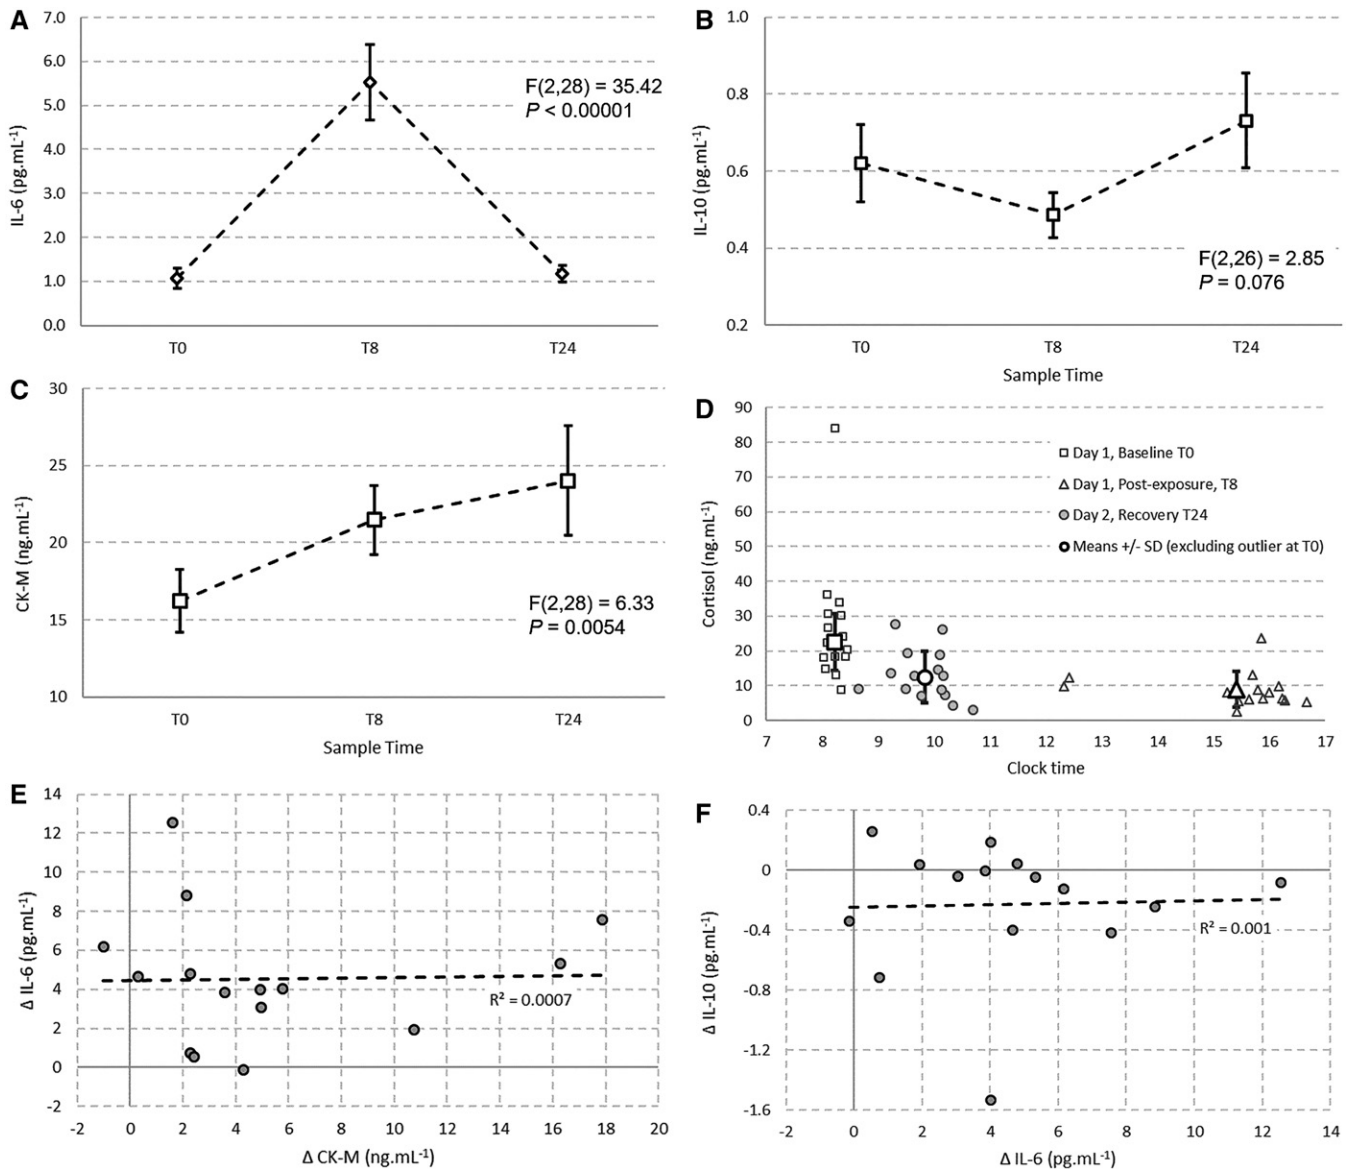 A
7.0
6.0
5.0
4.0
3.0
2.0
1.0
0.0
IL-6 (pg.mL-1)
F(2,28) = 35.42
P < 0.00001
T0 T8 T24
B
1.0
0.8
0.6
0.4
0.2
IL-10 (pg.mL-1)
F(2,26) = 2.85
P = 0.076
T0 T8 T24
Sample Time
C
30
25
20
15
10
CK-M (ng.mL-1)
F(2,28) = 6.33
P = 0.0054
T0 T8 T24
Sample Time
D
90
80
70
60
50
40
30
20
10
0
Cortisol (ng.mL-1)
Day 1, Baseline T0
Day 1, Post-exposure, T8
Day 2, Recovery T24
Means +/- SD (excluding outlier at T0)
7 8 9 10 11 12 13 14 15 16 17
Clock time
E
14
12
10
8
6
4
2
0
-2
Δ IL-6 (pg.mL-1)
R² = 0.0007
-2 0 2 4 6 8 10 12 14 16 18 20
Δ CK-M (ng.mL-1)
F
0.4
0
-0.4
-0.8
-1.2
-1.6
Δ IL-10 (pg.mL-1)
R² = 0.001
-2 0 2 4 6 8 10 12 14
Δ IL-6 (pg.mL-1)